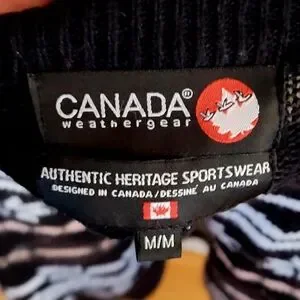 CANADA®
weathergear
AUTHENTIC HERITAGE SPORTSWEAR
DESIGNED IN CANADA/DESSINÉ AU CANADA
M/M